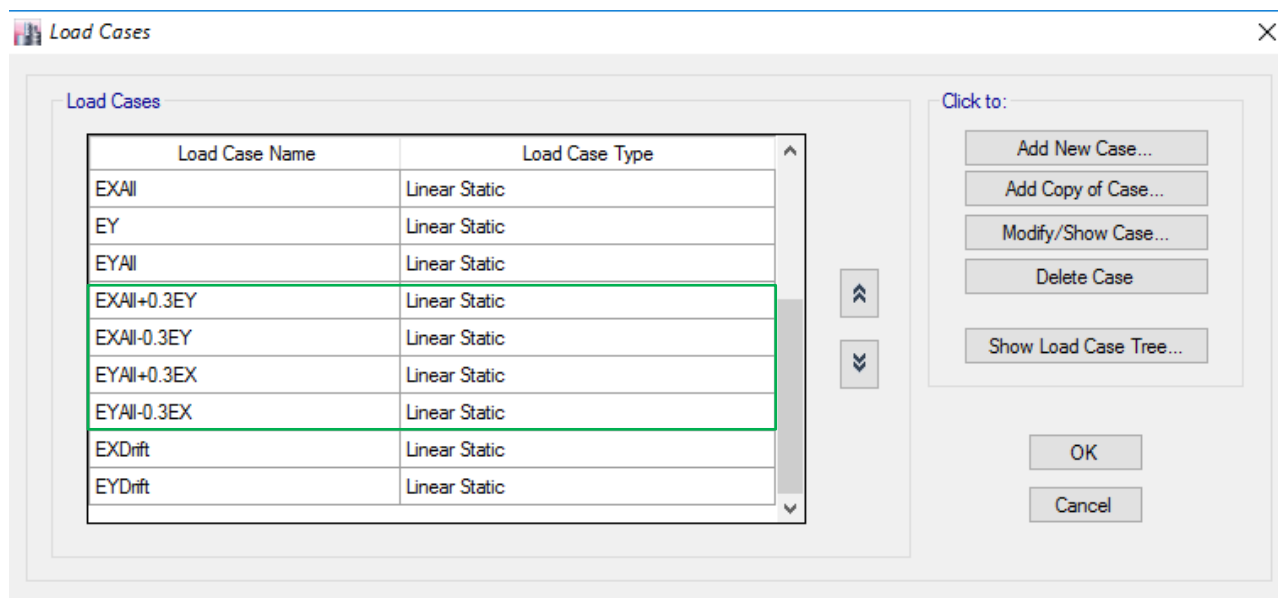 Load Cases
Load Cases
Click to:
Load Case Name Load Case Type
EXAll Linear Static
EY Linear Static
EYAll Linear Static
EXAll+0.3EY Linear Static
EXAll-0.3EY Linear Static
EYAll+0.3EX Linear Static
EYAll-0.3EX Linear Static
EXDrift Linear Static
EYDrift Linear Static
Add New Case...
Add Copy of Case...
Modify/Show Case...
Delete Case
Show Load Case Tree...
OK
Cancel